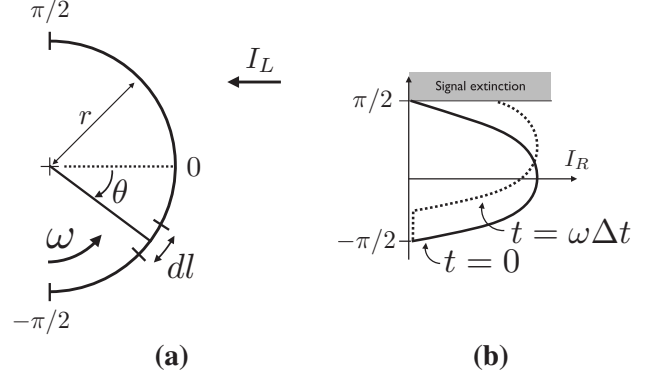 π/2
I_L
r
0
θ
ω
dl
−π/2
(a)
Signal extinction
π/2
I_R
−π/2
t = ωΔt
t = 0
(b)